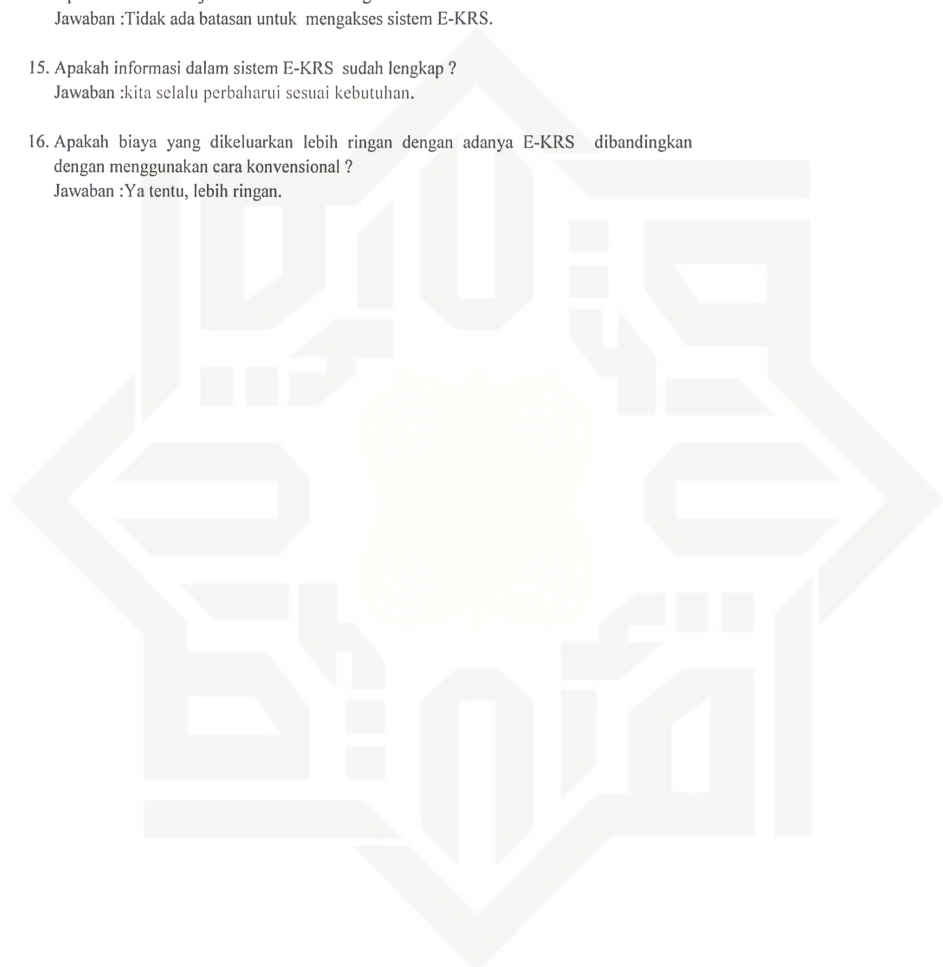 Jawaban :Tidak ada batasan untuk mengakses sistem E-KRS.
15. Apakah informasi dalam sistem E-KRS sudah lengkap ?
Jawaban :kita selalu perbaharui sesuai kebutuhan.
16. Apakah biaya yang dikeluarkan lebih ringan dengan adanya E-KRS dibandingkan
dengan menggunakan cara konvensional ?
Jawaban :Ya tentu, lebih ringan.